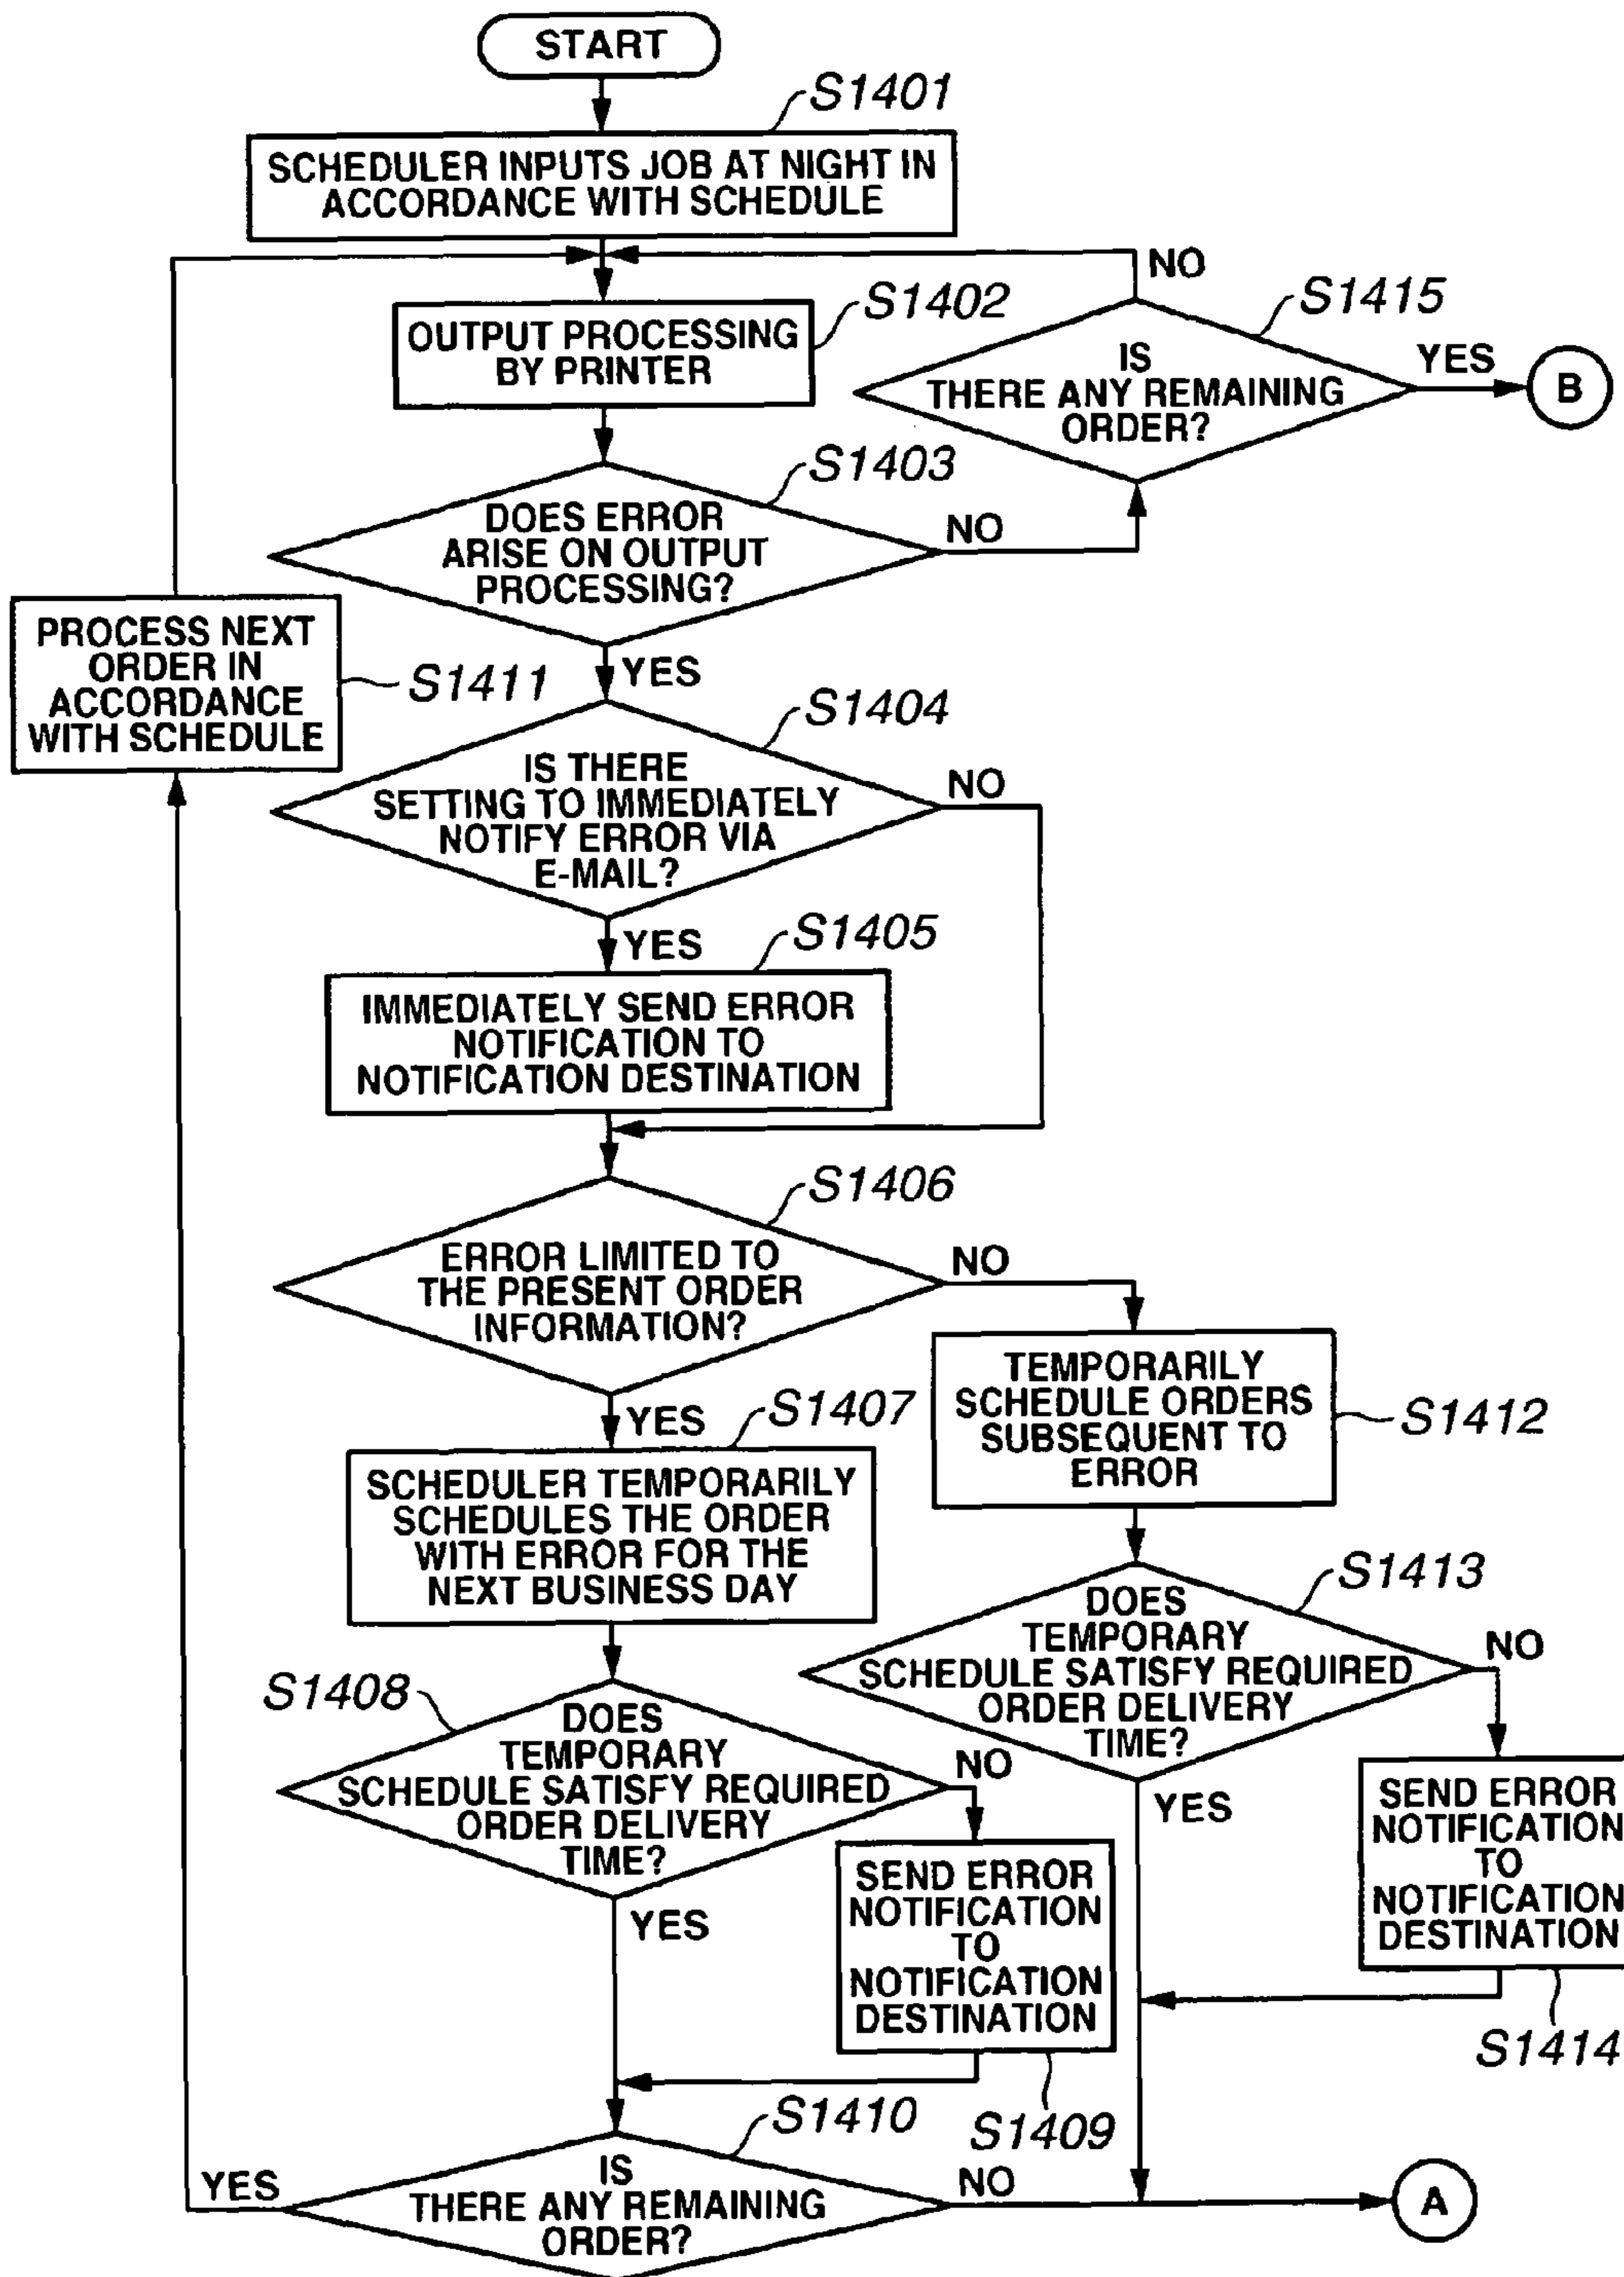 START
S1401
SCHEDULER INPUTS JOB AT NIGHT IN
ACCORDANCE WITH SCHEDULE
NO
S1402
S1415
OUTPUT PROCESSING
BY PRINTER
IS
THERE ANY REMAINING
ORDER?
YES
B
S1403
DOES ERROR
ARISE ON OUTPUT
PROCESSING?
NO
PROCESS NEXT
ORDER IN
ACCORDANCE
WITH SCHEDULE
S1411
YES
S1404
IS THERE
SETTING TO IMMEDIATELY
NOTIFY ERROR VIA
E-MAIL?
NO
YES
S1405
IMMEDIATELY SEND ERROR
NOTIFICATION TO
NOTIFICATION DESTINATION
S1406
ERROR LIMITED TO
THE PRESENT ORDER
INFORMATION?
NO
TEMPORARILY
SCHEDULE ORDERS
SUBSEQUENT TO
ERROR
S1412
YES
S1407
SCHEDULER TEMPORARILY
SCHEDULES THE ORDER
WITH ERROR FOR THE
NEXT BUSINESS DAY
S1413
DOES
TEMPORARY
SCHEDULE SATISFY REQUIRED
ORDER DELIVERY
TIME?
NO
S1408
DOES
TEMPORARY
SCHEDULE SATISFY REQUIRED
ORDER DELIVERY
TIME?
NO
YES
SEND ERROR
NOTIFICATION
TO
NOTIFICATION
DESTINATION
S1414
YES
SEND ERROR
NOTIFICATION
TO
NOTIFICATION
DESTINATION
S1409
S1410
IS
THERE ANY REMAINING
ORDER?
YES
NO
A